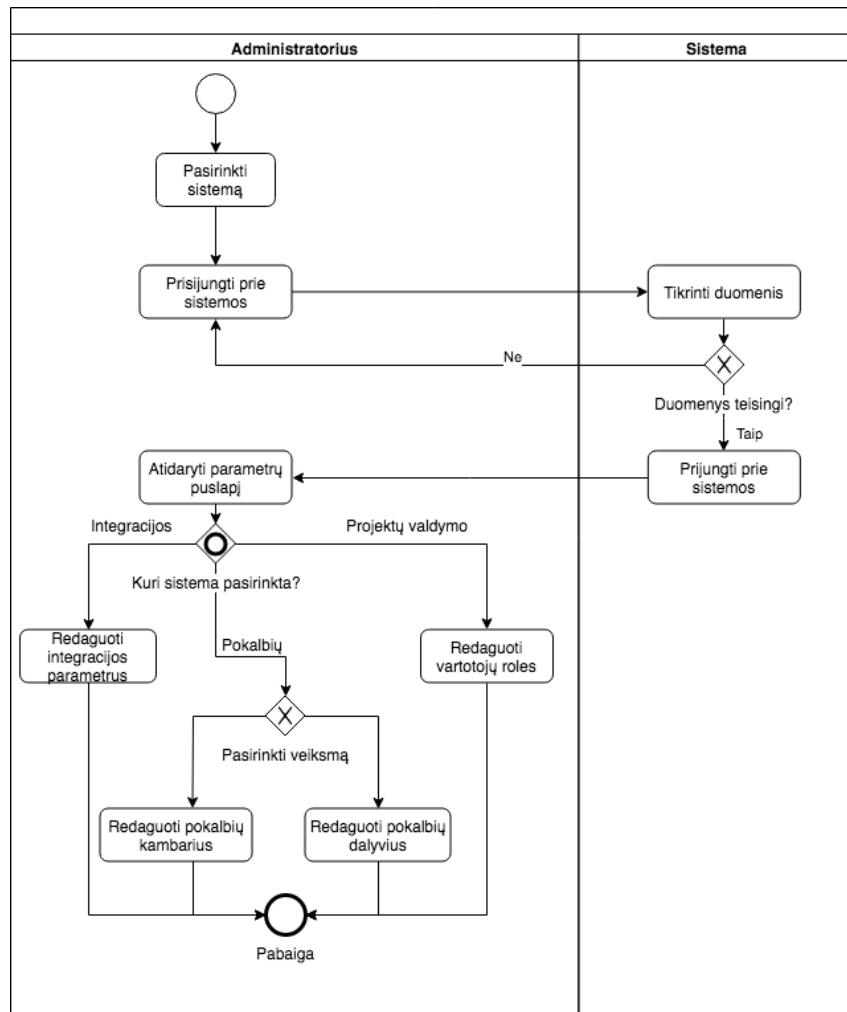 Administratorius
Sistema
Pasirinkti
sistemą
Prisijungti prie
sistemos
Tikrinti duomenis
Ne
Duomenys teisingi?
Taip
Atidaryti parametrų
puslapį
Prijungti prie
sistemos
Integracijos
Projektų valdymo
Kuri sistema pasirinkta?
Redaguoti
integracijos
parametrus
Pokalbių
Redaguoti
vartotojų roles
Pasirinkti veiksmą
Redaguoti pokalbių
kambarius
Redaguoti pokalbių
dalyvius
Pabaiga